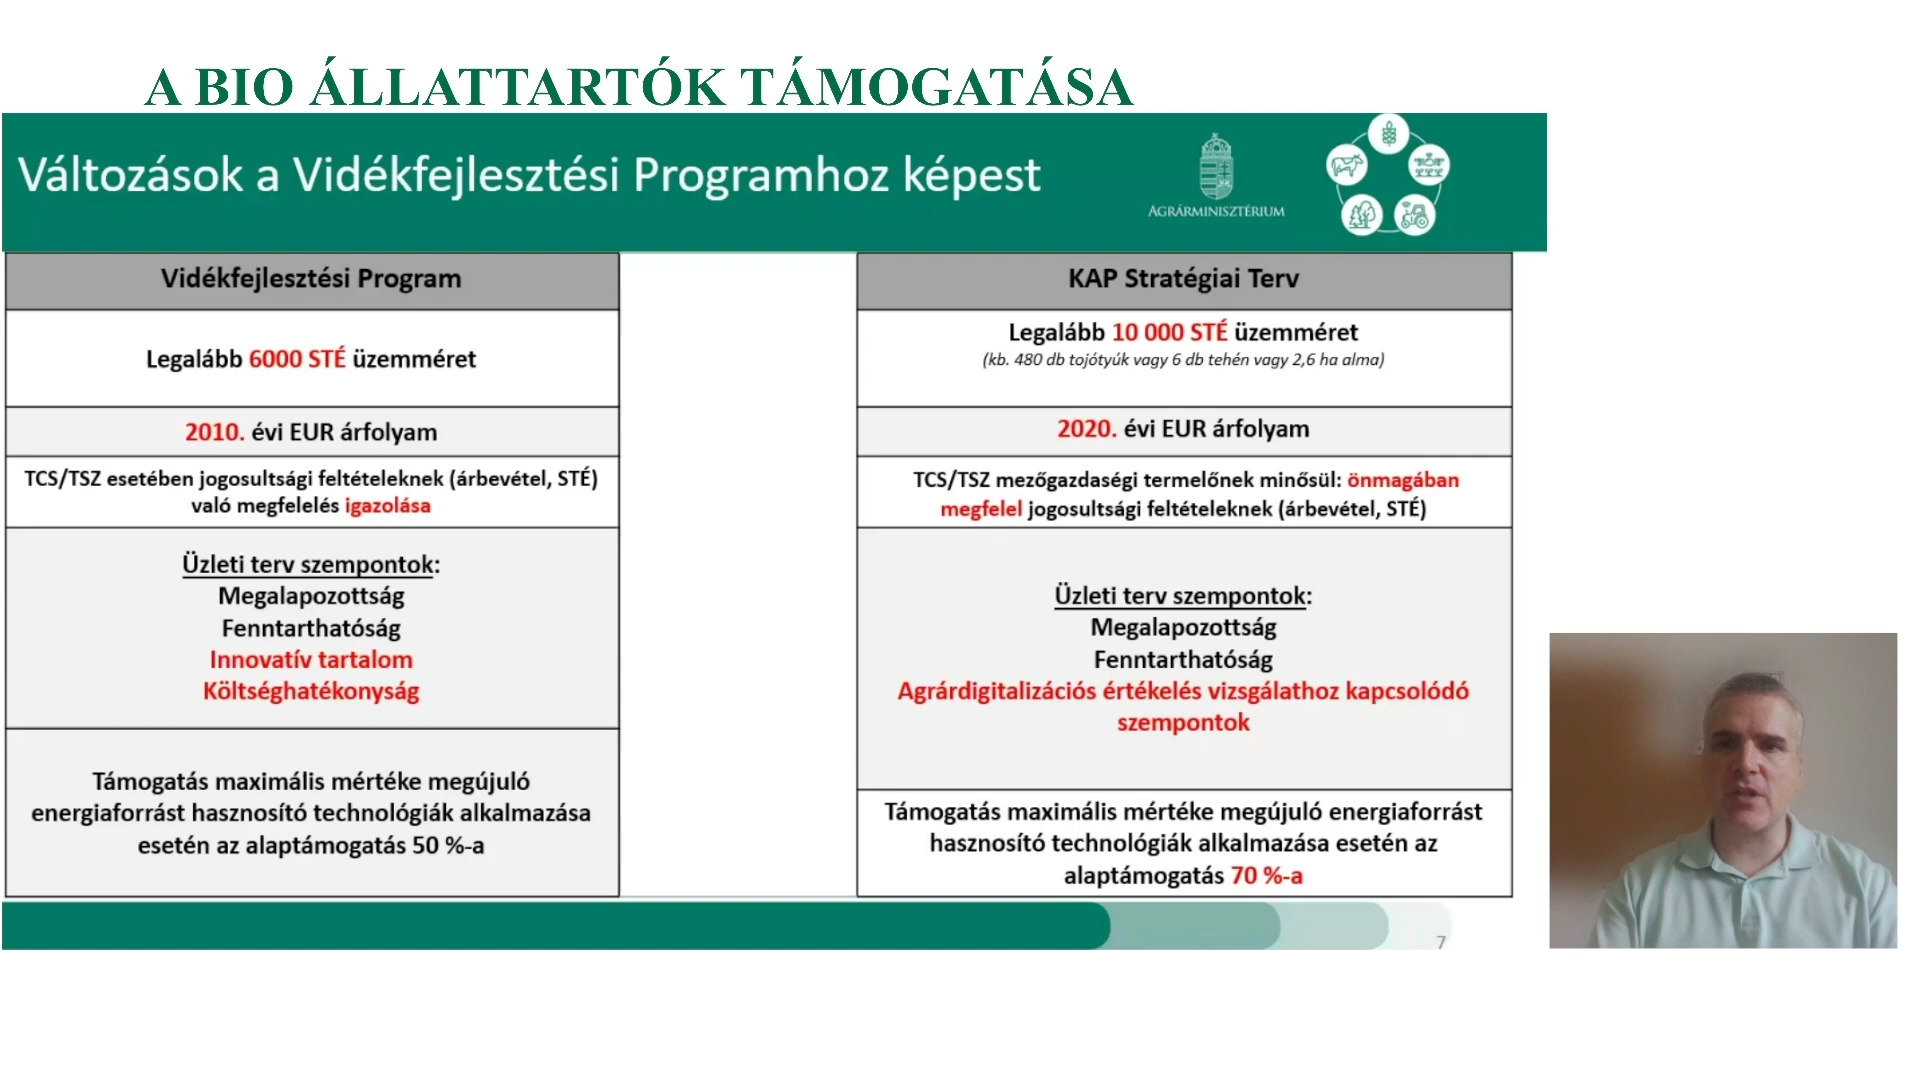 A BIO ÁLLATTARTÓK TÁMOGATÁSA
Változások a Vidékfejlesztési Programhoz képest
AGRÁRMINISZTÉRIUM
Vidékfejlesztési Program
Legalább 6000 STÉ üzemméret
2010. évi EUR árfolyam
TCS/TSZ esetében jogosultsági feltételeknek (árbevétel, STÉ)
való megfelelés igazolása
Üzleti terv szempontok:
Megalapozottság
Fenntarthatóság
Innovatív tartalom
Költséghatékonyság
Támogatás maximális mértéke megújuló
energiaforrást hasznosító technológiák alkalmazása
esetén az alaptámogatás 50 %-a
KAP Stratégiai Terv
Legalább 10 000 STÉ üzemméret
(kb. 480 db tojótyúk vagy 6 db tehén vagy 2,6 ha alma)
2020. évi EUR árfolyam
TCS/TSZ mezőgazdaségi termelőnek minősül: önmagában
megfelel jogosultsági feltételeknek (árbevétel, STÉ)
Üzleti terv szempontok:
Megalapozottság
Fenntarthatóság
Agrárdigitalizációs értékelés vizsgálathoz kapcsolódó
szempontok
Támogatás maximális mértéke megújuló energiaforrást
hasznosító technológiák alkalmazása esetén az
alaptámogatás 70 %-a
7